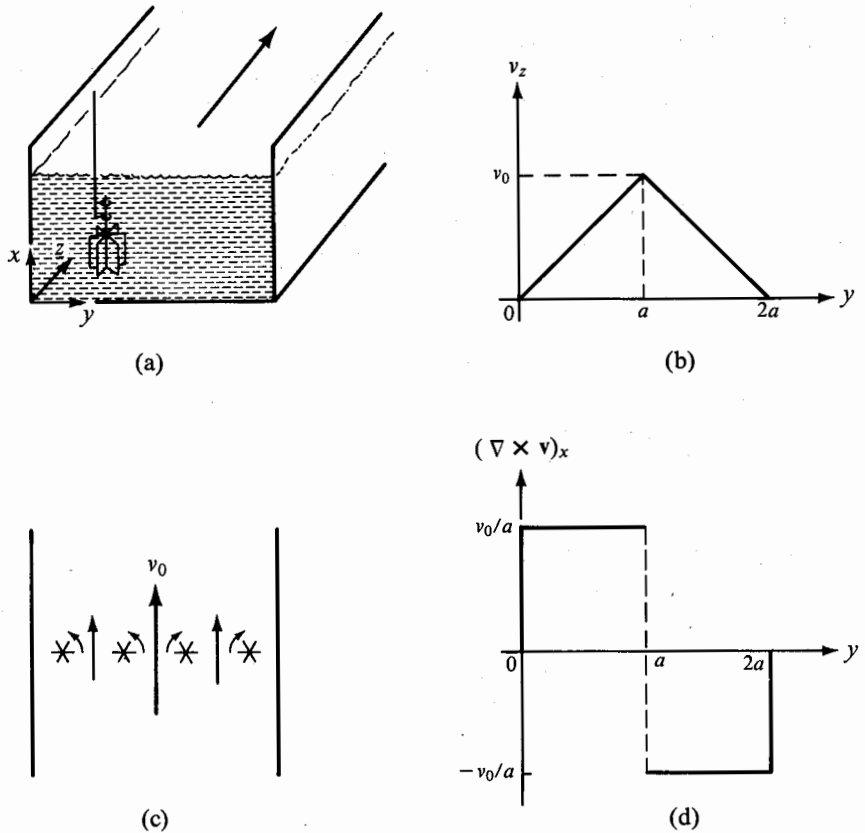 x
z
y
(a)
v_z
v_0
0
a
2a
y
(b)
v_0
(c)
(∇ × v)_x
v_0/a
0
a
2a
y
−v_0/a
(d)